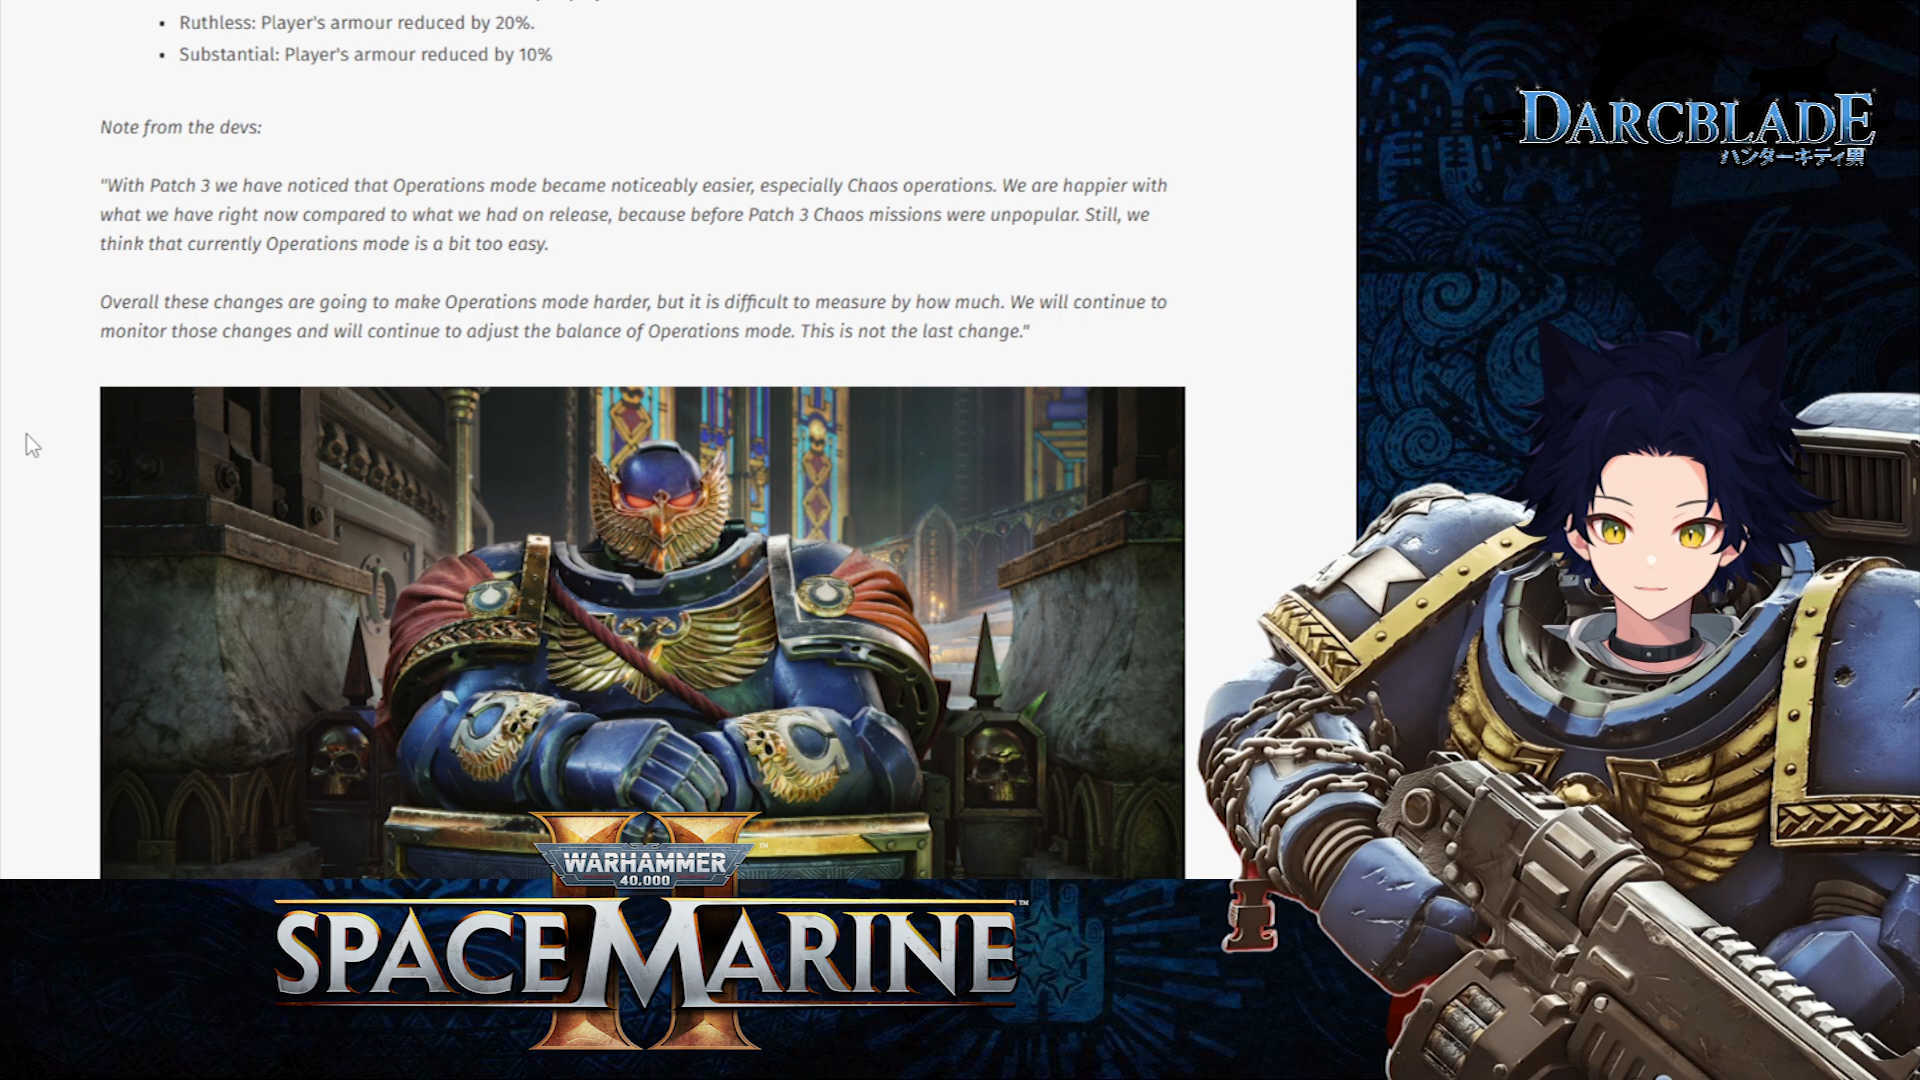 • Ruthless: Player's armour reduced by 20%.
• Substantial: Player's armour reduced by 10%
Note from the devs:
"With Patch 3 we have noticed that Operations mode became noticeably easier, especially Chaos operations. We are happier with
what we have right now compared to what we had on release, because before Patch 3 Chaos missions were unpopular. Still, we
think that currently Operations mode is a bit too easy.
Overall these changes are going to make Operations mode harder, but it is difficult to measure by how much. We will continue to
monitor those changes and will continue to adjust the balance of Operations mode. This is not the last change."
DARCBLADE
ハンターキティ黒
WARHAMMER™
40,000
SPACE MARINE™
II